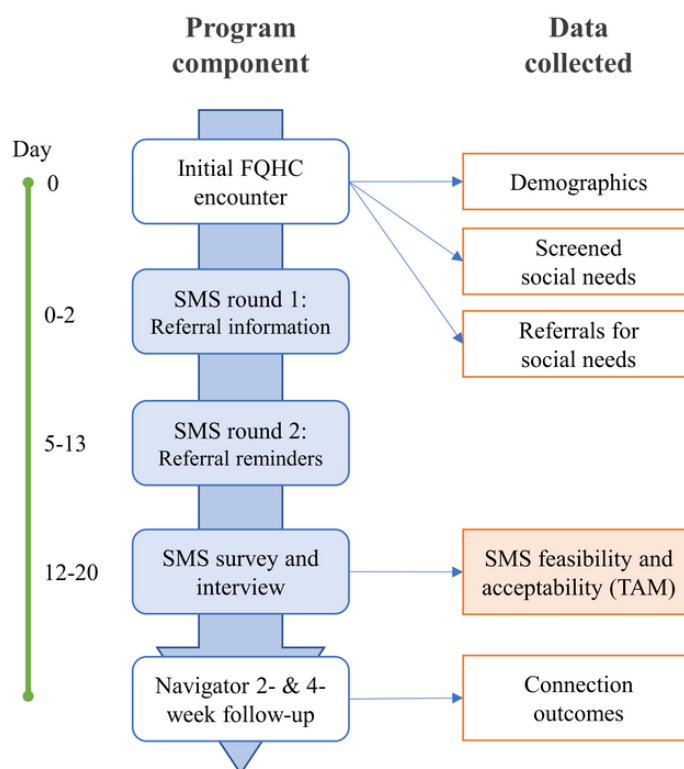 Program
component
Data
collected
Day
0
Initial FQHC
encounter
Demographics
Screened
social needs
0-2
SMS round 1:
Referral information
Referrals for
social needs
5-13
SMS round 2:
Referral reminders
12-20
SMS survey and
interview
SMS feasibility and
acceptability (TAM)
Navigator 2- & 4-
week follow-up
Connection
outcomes